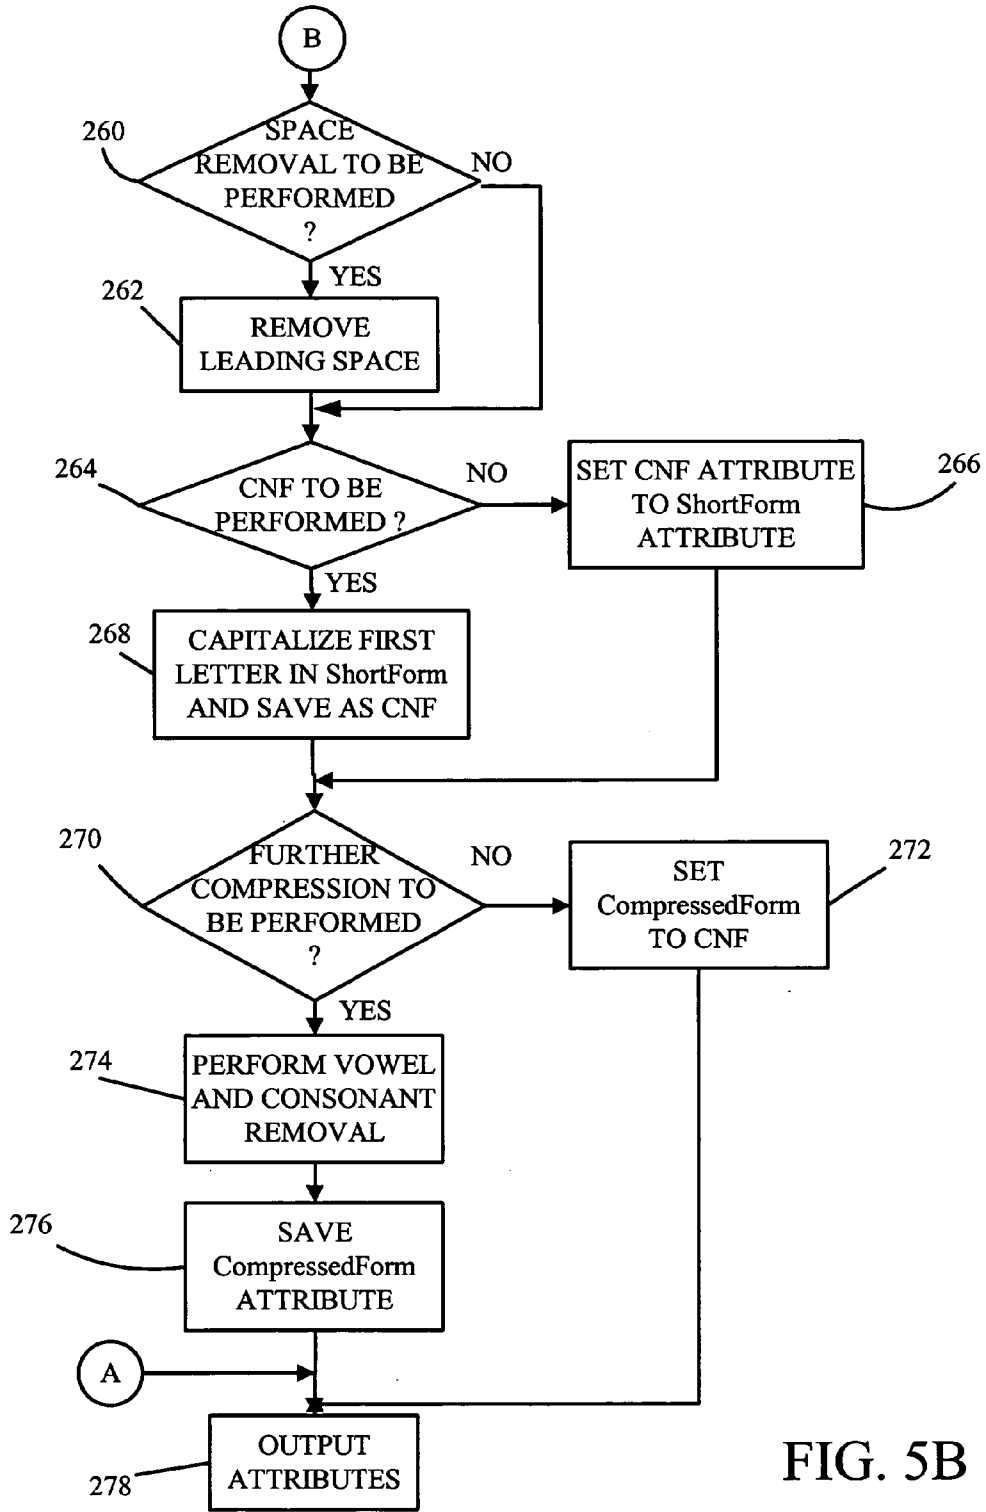 B
260
SPACE
REMOVAL TO BE
PERFORMED
?
NO
YES
262
REMOVE
LEADING SPACE
264
CNF TO BE
PERFORMED ?
NO
SET CNF ATTRIBUTE
TO ShortForm
ATTRIBUTE
266
YES
268
CAPITALIZE FIRST
LETTER IN ShortForm
AND SAVE AS CNF
270
FURTHER
COMPRESSION TO
BE PERFORMED
?
NO
SET
CompressedForm
TO CNF
272
YES
274
PERFORM VOWEL
AND CONSONANT
REMOVAL
276
SAVE
CompressedForm
ATTRIBUTE
A
OUTPUT
ATTRIBUTES
278
FIG. 5B